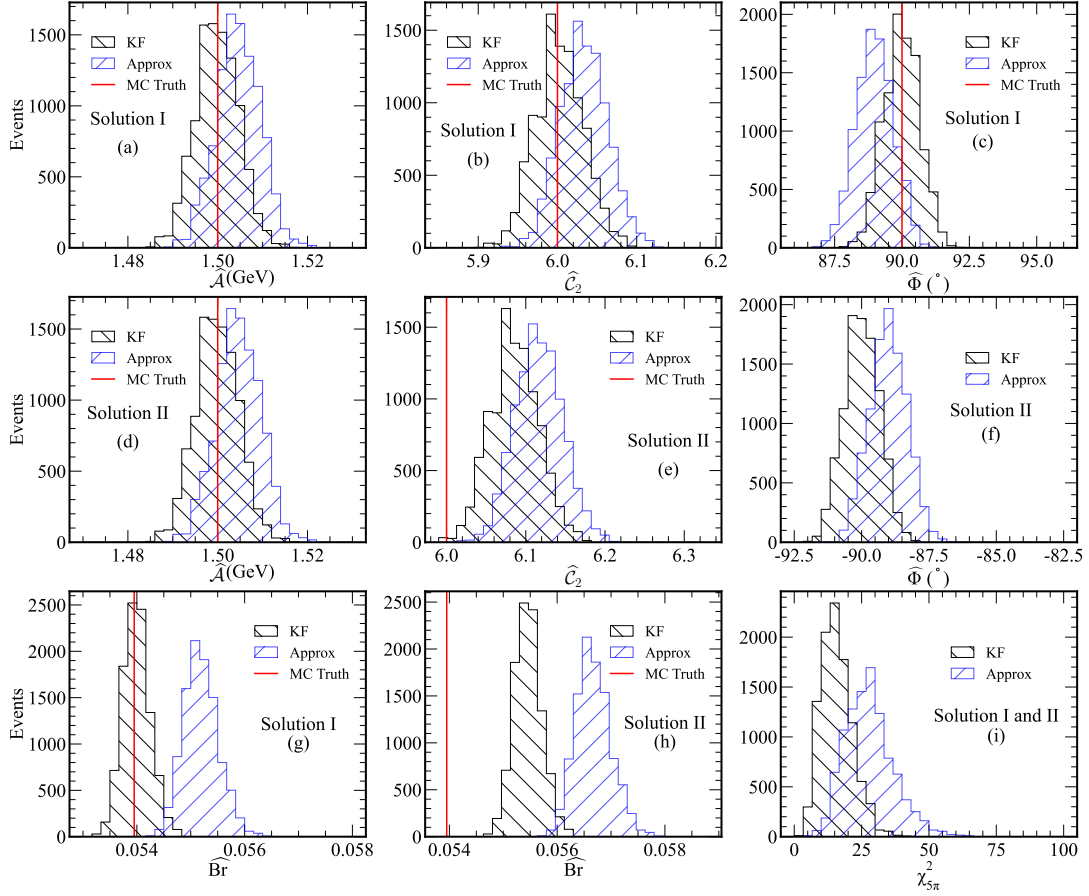 Events
1500
1000
500
0
KF
Approx
MC Truth
Solution I
(a)
1.48
1.50
1.52
𝒜̂(GeV)
1500
1000
500
0
KF
Approx
MC Truth
Solution I
(b)
5.9
6.0
6.1
6.2
𝒞̂₂
2000
1500
1000
500
0
KF
Approx
MC Truth
Solution I
(c)
87.5
90.0
92.5
95.0
Φ̂ (°)
Events
1500
1000
500
0
KF
Approx
MC Truth
Solution II
(d)
1.48
1.50
1.52
𝒜̂(GeV)
1500
1000
500
0
KF
Approx
MC Truth
Solution II
(e)
6.0
6.1
6.2
6.3
𝒞̂₂
2000
1500
1000
500
0
KF
Approx
Solution II
(f)
-92.5
-90.0
-87.5
-85.0
-82.5
Φ̂ (°)
Events
2500
2000
1500
1000
500
0
KF
Approx
MC Truth
Solution I
(g)
0.054
0.056
0.058
B̂r
2500
2000
1500
1000
500
0
KF
Approx
MC Truth
Solution II
(h)
0.054
0.056
0.058
B̂r
2000
1500
1000
500
0
KF
Approx
Solution I and II
(i)
0
25
50
75
100
χ²₅π